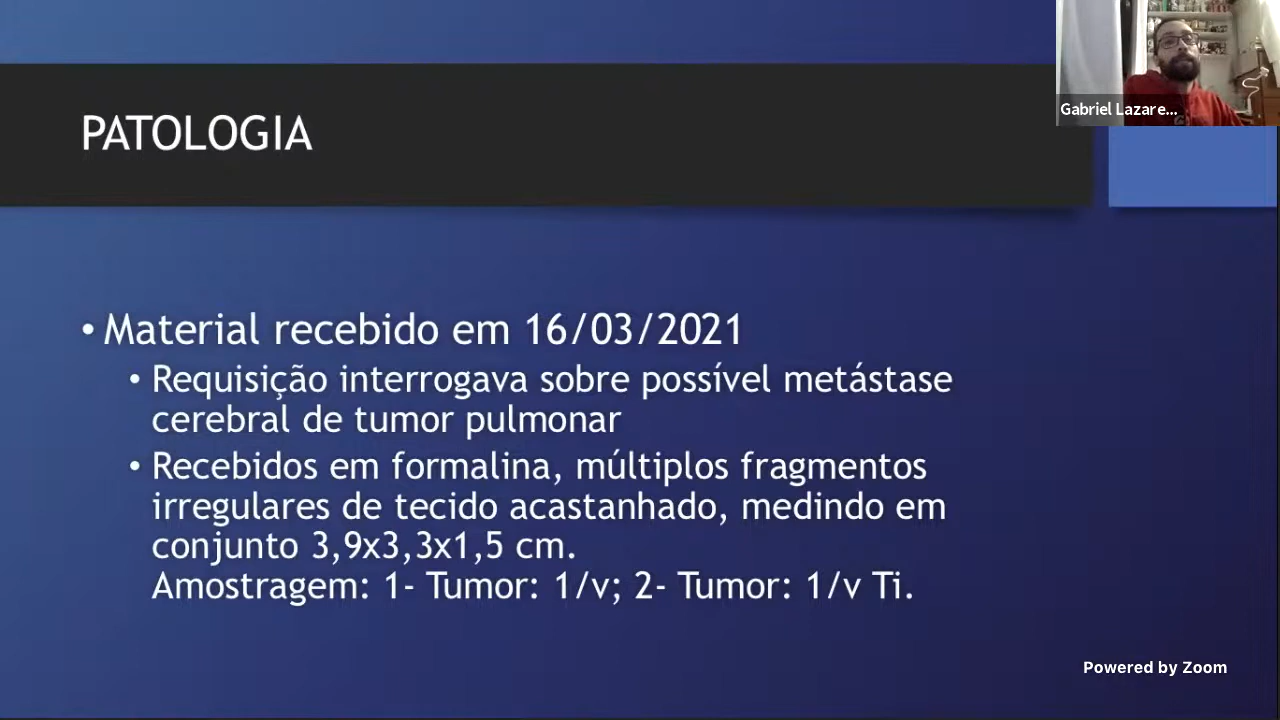 Gabriel Lazare...
PATOLOGIA
• Material recebido em 16/03/2021
• Requisição interrogava sobre possível metástase
cerebral de tumor pulmonar
• Recebidos em formalina, múltiplos fragmentos
irregulares de tecido acastanhado, medindo em
conjunto 3,9x3,3x1,5 cm.
Amostragem: 1- Tumor: 1/v; 2- Tumor: 1/v Ti.
Powered by Zoom